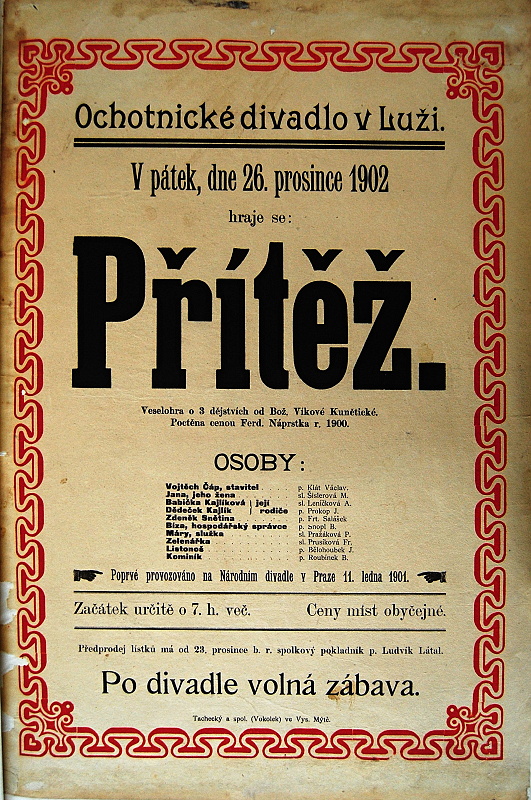 Ochotnické divadlo v Luži.
V pátek, dne 26. prosince 1902
hraje se:
Přítěž.
Veselohra o 3 dějstvích od Bož. Vikové Kunětické.
Poctěna cenou Ferd. Náprstka r. 1900.
OSOBY:
Vojtěch Čáp, stavitel p. Klát Václav.
Jana, jeho žena sl. Šislerová M.
Babička Kajlíková | její sl. Leníčková A.
Dědeček Kajlík | rodiče p. Prokop J.
Zdeněk Snětina p. Frt. Salášek
Bíza, hospodářský správce p. Šnopl B.
Máry, služka sl. Pražáková P.
Zelenářka sl. Prusíková Fr.
Listonoš p. Bělohoubek J.
Kominík p. Roubínek B.
Poprvé provozováno na Národním divadle v Praze 11. ledna 1901.
Začátek určitě o 7. h. več. Ceny míst obyčejné.
Předprodej lístků má od 23. prosince b. r. spolkový pokladník p. Ludvík Látal.
Po divadle volná zábava.
Tachecký a spol. (Vokolek) ve Vys. Mýtě.